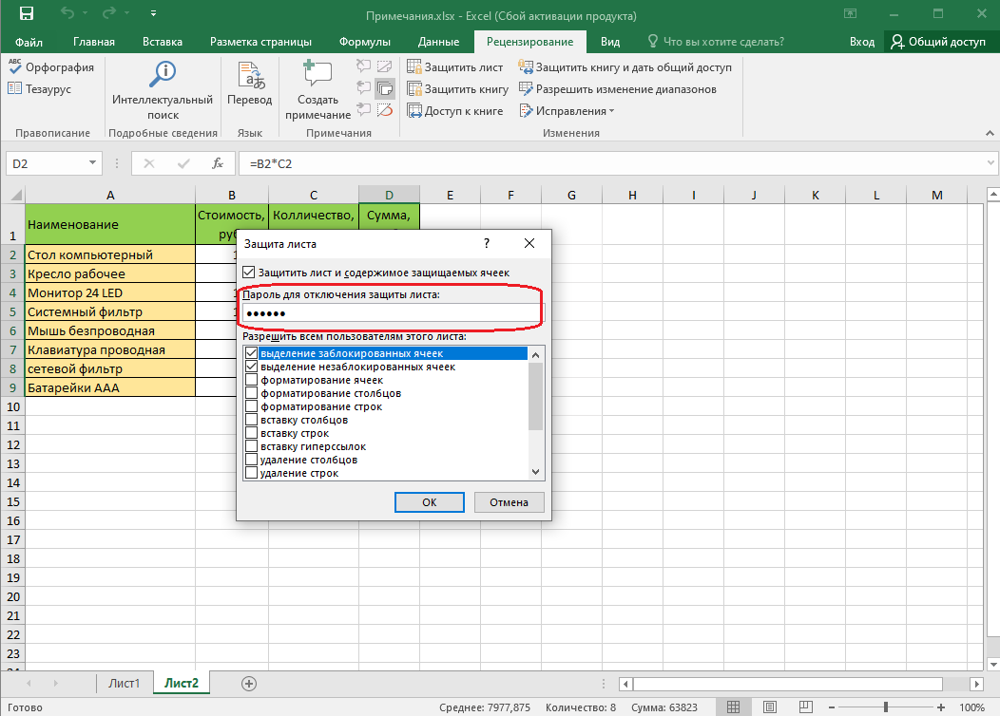 Примечания.xlsx - Excel (Сбой активации продукта)
Файл Главная Вставка Разметка страницы Формулы Данные Рецензирование Вид Что вы хотите сделать? Вход Общий доступ
ABC Орфография
Тезаурус
Правописание
Интеллектуальный
поиск
Подробные сведения
Перевод
Язык
Создать
примечание
Примечания
Защитить лист
Защитить книгу
Доступ к книге
Защитить книгу и дать общий доступ
Разрешить изменение диапазонов
Исправления
Изменения
D2 fx =B2*C2
A B C D E F G H I J K L M
1 Наименование Стоимость, Колличество, Сумма,
2 Стол компьютерный
3 Кресло рабочее
4 Монитор 24 LED
5 Системный фильтр
6 Мышь безпроводная
7 Клавиатура проводная
8 сетевой фильтр
9 Батарейки ААА
10
11
12
13
14
15
16
17
18
19
20
21
22
23
Защита листа ?
Защитить лист и содержимое защищаемых ячеек
Пароль для отключения защиты листа:
••••••
Разрешить всем пользователям этого листа:
выделение заблокированных ячеек
выделение незаблокированных ячеек
форматирование ячеек
форматирование столбцов
форматирование строк
вставку столбцов
вставку строк
вставку гиперссылок
удаление столбцов
удаление строк
ОК Отмена
Лист1 Лист2
Готово Среднее: 7977,875 Количество: 8 Сумма: 63823 100%